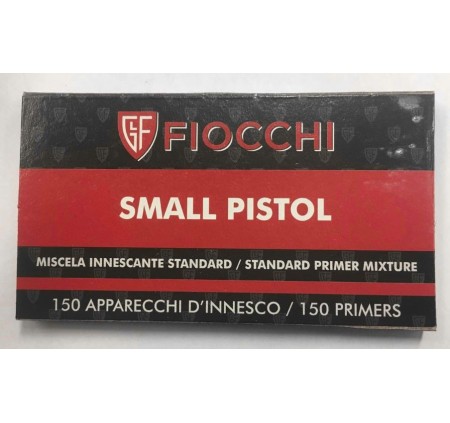 GF FIOCCHI
SMALL PISTOL
MISCELA INNESCANTE STANDARD / STANDARD PRIMER MIXTURE
150 APPARECCHI D'INNESCO / 150 PRIMERS